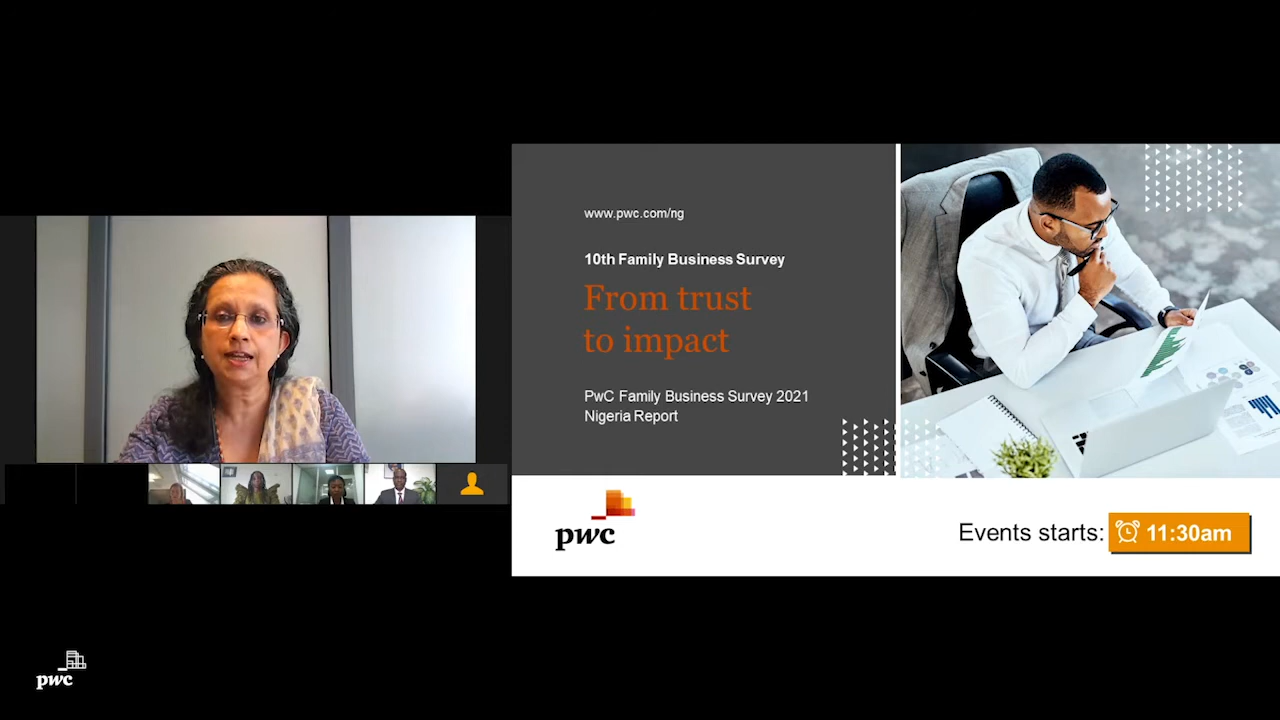 www.pwc.com/ng
10th Family Business Survey
From trust
to impact
PwC Family Business Survey 2021
Nigeria Report
pwc
Events starts: 11:30am
pwc